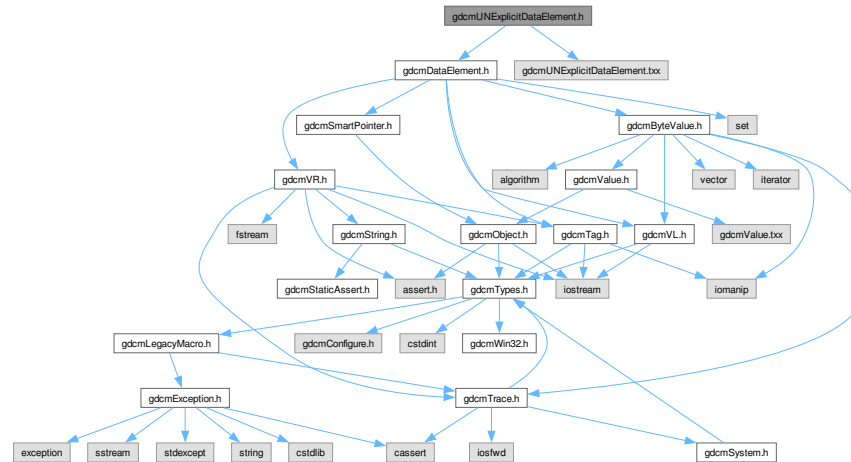 gdcmUNExplicitDataElement.h
gdcmDataElement.h
gdcmUNExplicitDataElement.txx
gdcmSmartPointer.h
gdcmByteValue.h
set
gdcmVR.h
algorithm
gdcmValue.h
vector
iterator
fstream
gdcmString.h
gdcmObject.h
gdcmTag.h
gdcmVL.h
gdcmValue.txx
gdcmStaticAssert.h
assert.h
gdcmTypes.h
iostream
iomanip
gdcmLegacyMacro.h
gdcmConfigure.h
cstdint
gdcmWin32.h
gdcmException.h
gdcmTrace.h
exception
sstream
stdexcept
string
cstdlib
cassert
iosfwd
gdcmSystem.h